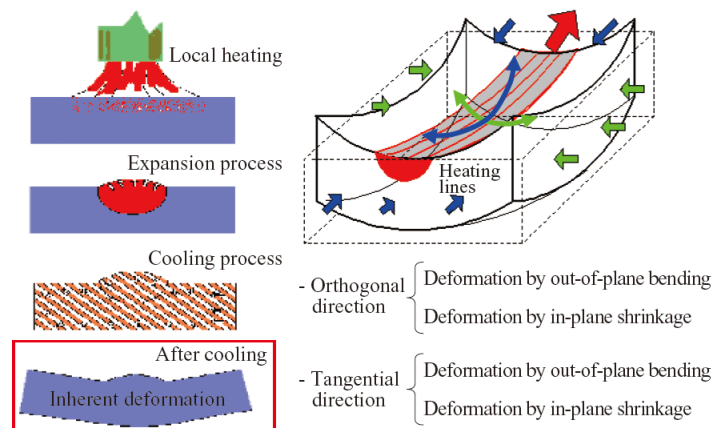 Local heating
Expansion process
Cooling process
After cooling
Inherent deformation
Heating
lines
- Orthogonal
direction
Deformation by out-of-plane bending
Deformation by in-plane shrinkage
- Tangential
direction
Deformation by out-of-plane bending
Deformation by in-plane shrinkage